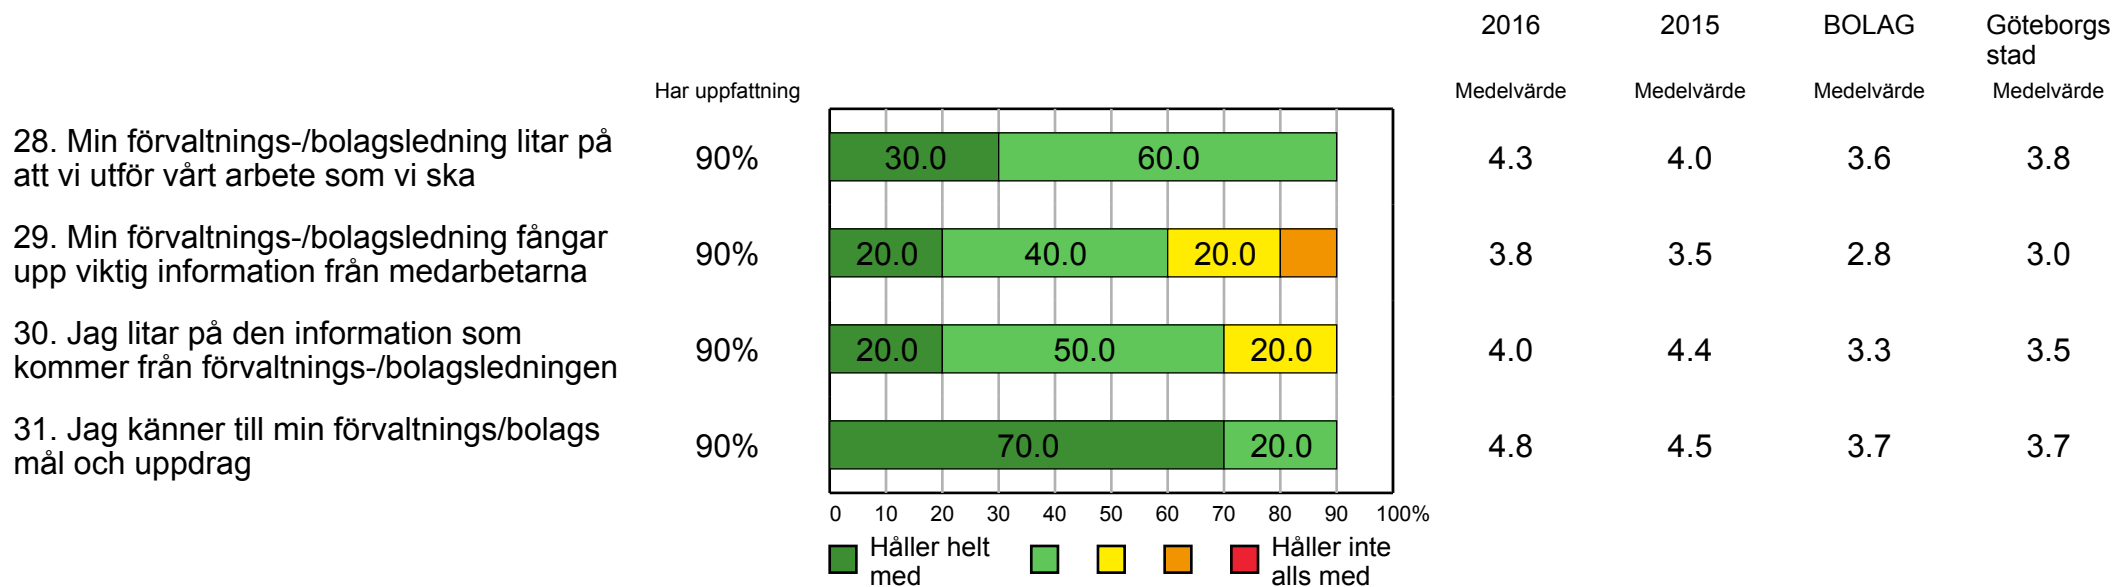 2016 2015 BOLAG Göteborgs
stad
Har uppfattning Medelvärde Medelvärde Medelvärde Medelvärde
28. Min förvaltnings-/bolagsledning litar på
att vi utför vårt arbete som vi ska
90% 30.0 60.0 4.3 4.0 3.6 3.8
29. Min förvaltnings-/bolagsledning fångar
upp viktig information från medarbetarna
90% 20.0 40.0 20.0 3.8 3.5 2.8 3.0
30. Jag litar på den information som
kommer från förvaltnings-/bolagsledningen
90% 20.0 50.0 20.0 4.0 4.4 3.3 3.5
31. Jag känner till min förvaltnings/bolags
mål och uppdrag
90% 70.0 20.0 4.8 4.5 3.7 3.7
0 10 20 30 40 50 60 70 80 90 100%
Håller helt
med
Håller inte
alls med